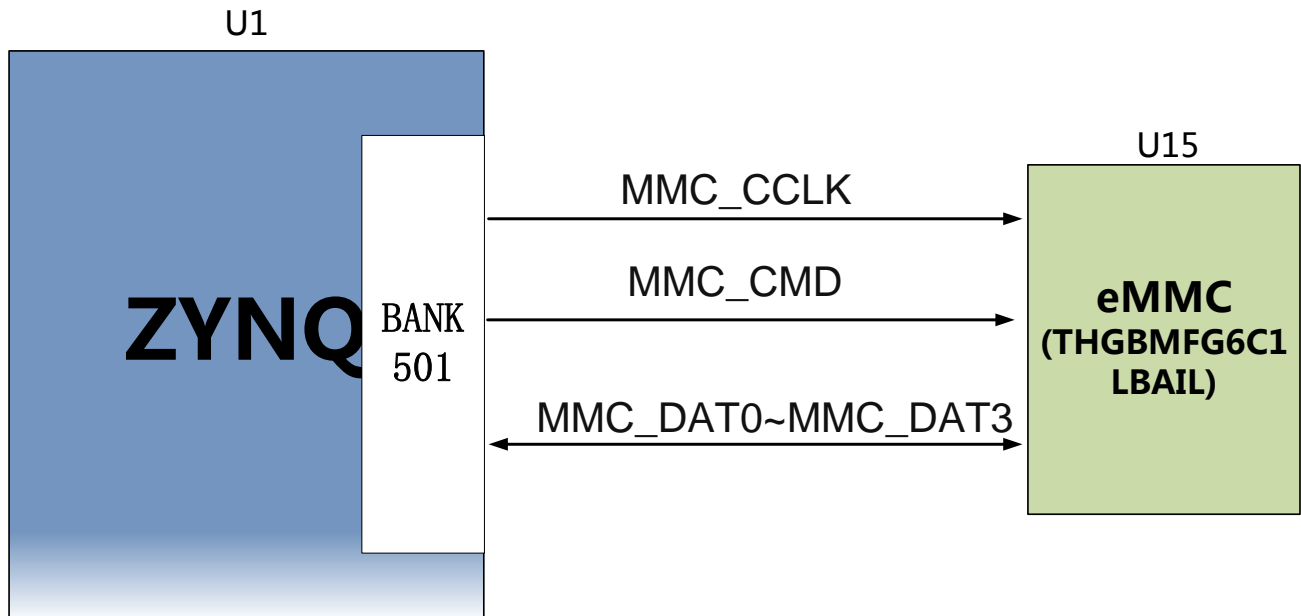 U1
U15
MMC_CCLK
MMC_CMD
ZYNQ
BANK
501
eMMC
(THGBMFG6C1
LBAIL)
MMC_DAT0~MMC_DAT3